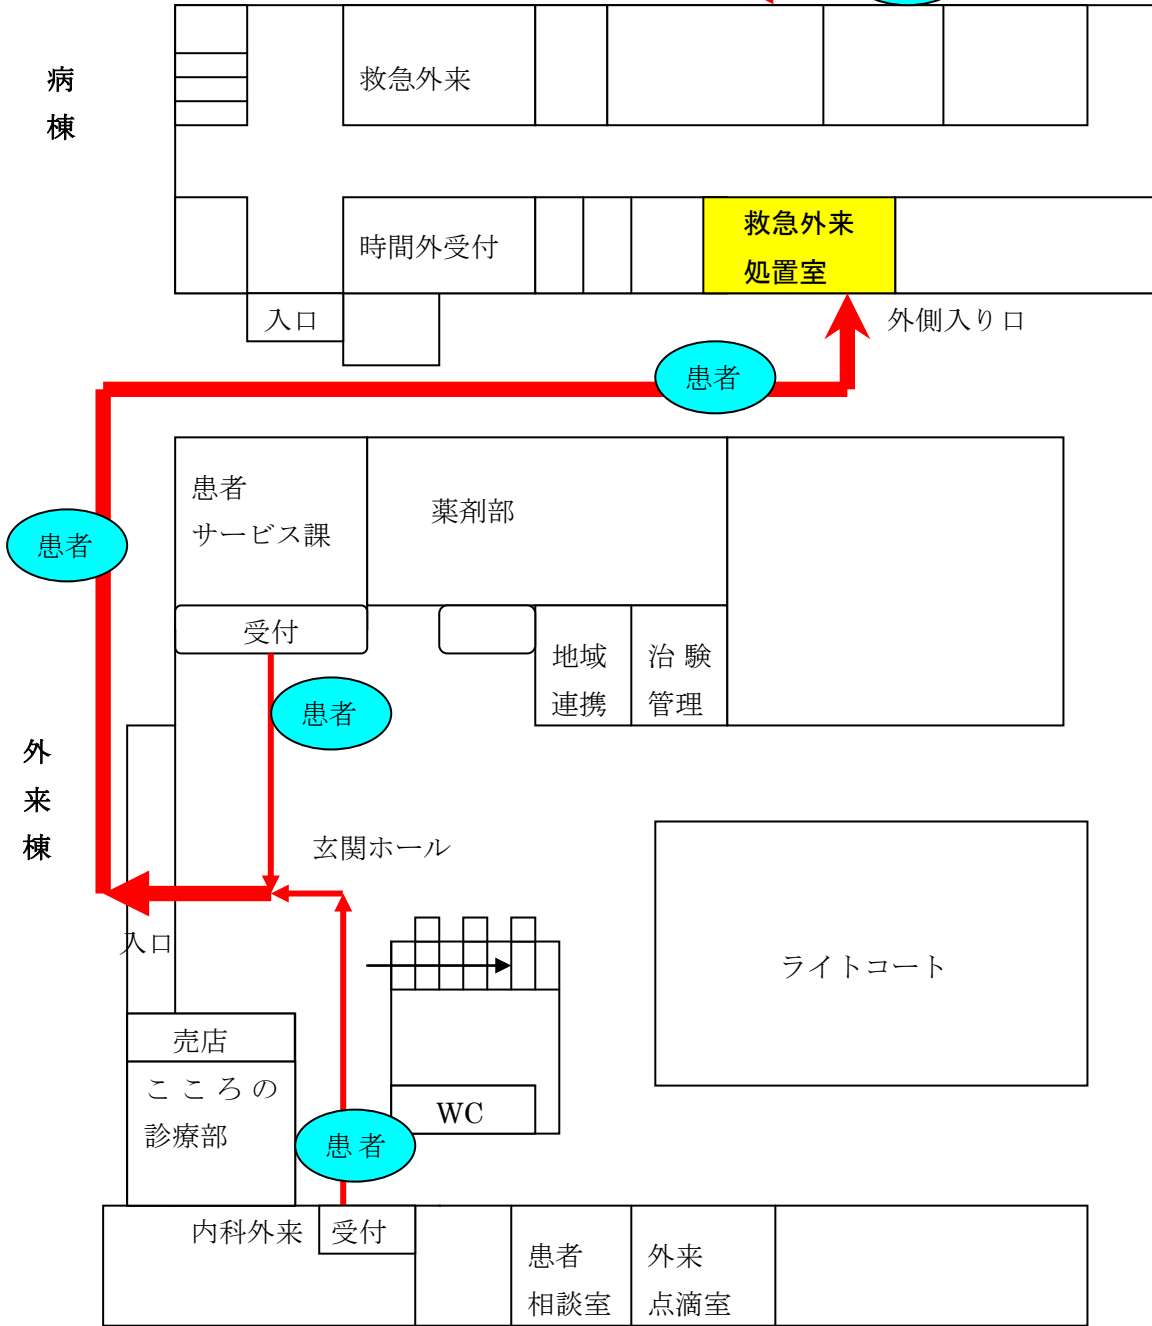 病
棟
救急外来
時間外受付
救急外来
処置室
入口
外側入り口
患者
患者
サービス課
薬剤部
患者
受付
地域
連携
治験
管理
患者
外
来
棟
玄関ホール
入口
ライトコート
売店
こころの
診療部
WC
患者
内科外来
受付
患者
相談室
外来
点滴室